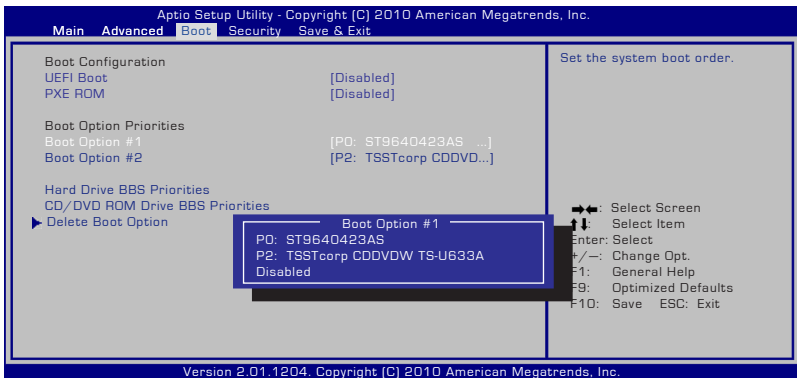 Aptio Setup Utility - Copyright (C) 2010 American Megatrends, Inc.
Main Advanced Boot Security Save & Exit
Boot Configuration
UEFI Boot [Disabled]
PXE ROM [Disabled]
Boot Option Priorities
Boot Option #1 [P0: ST9640423AS ...]
Boot Option #2 [P2: TSSTcorp CDDVD...]
Hard Drive BBS Priorities
CD/DVD ROM Drive BBS Priorities
Delete Boot Option
Boot Option #1
P0: ST9640423AS
P2: TSSTcorp CDDVDW TS-U633A
Disabled
Set the system boot order.
→←: Select Screen
↑↓: Select Item
Enter: Select
+/—: Change Opt.
F1: General Help
F9: Optimized Defaults
F10: Save ESC: Exit
Version 2.01.1204. Copyright (C) 2010 American Megatrends, Inc.